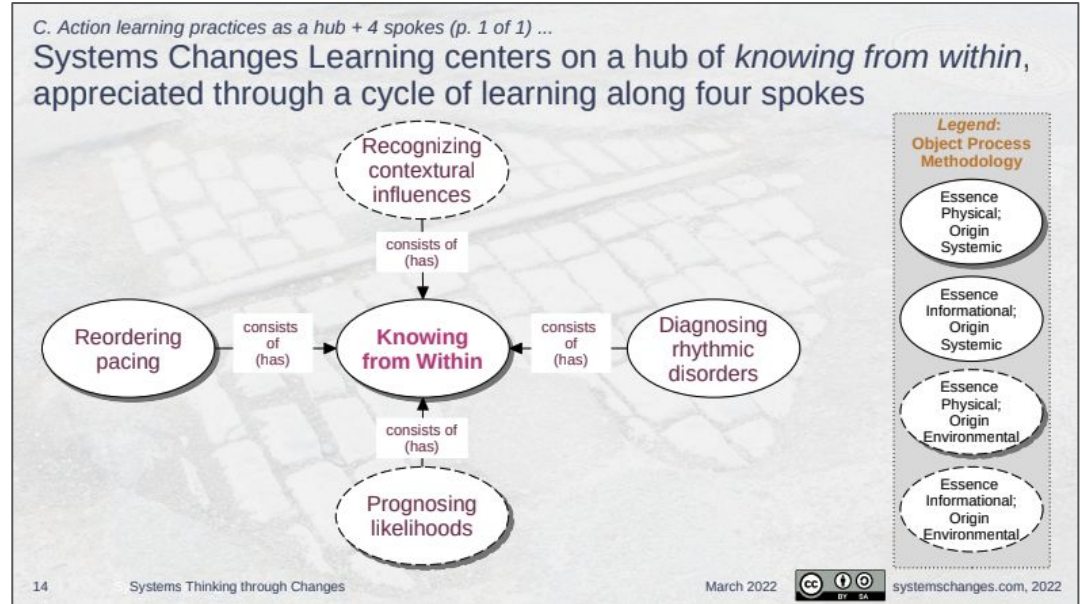 C. Action learning practices as a hub + 4 spokes (p. 1 of 1) ...
Systems Changes Learning centers on a hub of knowing from within,
appreciated through a cycle of learning along four spokes
Recognizing
contextural
influences
consists of
(has)
Reordering
pacing
consists
of
(has)
Knowing
from Within
consists
of
(has)
Diagnosing
rhythmic
disorders
consists of
(has)
Prognosing
likelihoods
Legend:
Object Process
Methodology
Essence
Physical;
Origin
Systemic
Essence
Informational;
Origin
Systemic
Essence
Physical;
Origin
Environmental
Essence
Informational;
Origin
Environmental
14
Systems Thinking through Changes
March 2022
cc
BY SA
systemschanges.com, 2022